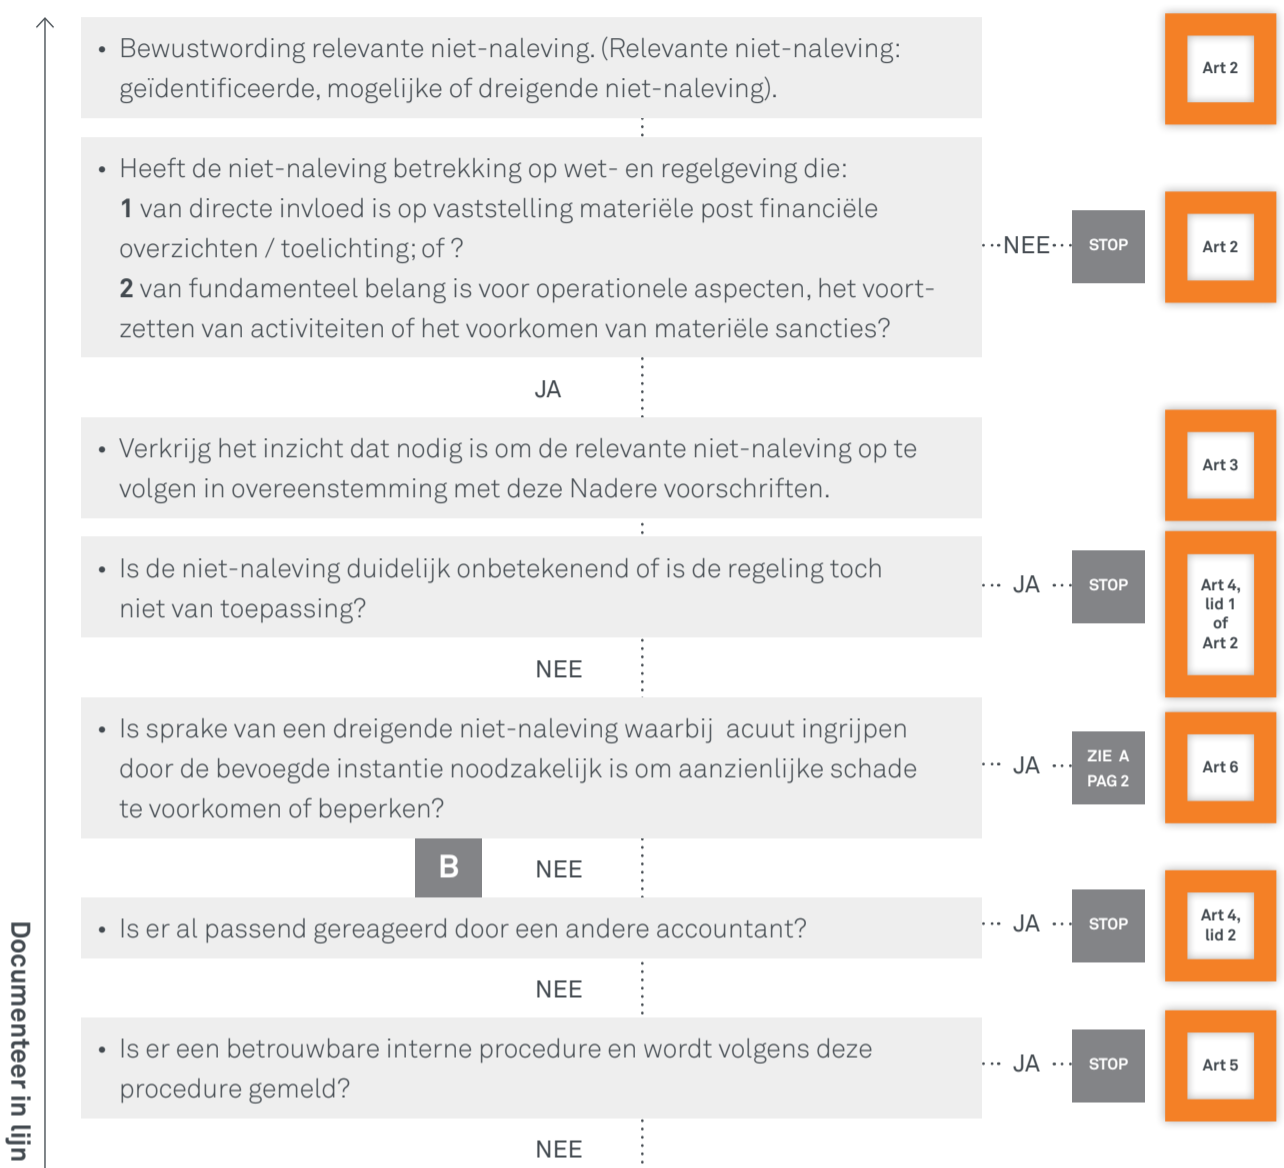 • Bewustwording relevante niet-naleving. (Relevante niet-naleving:
geïdentificeerde, mogelijke of dreigende niet-naleving).
Art 2
• Heeft de niet-naleving betrekking op wet- en regelgeving die:
1 van directe invloed is op vaststelling materiële post financiële
overzichten / toelichting; of ?
2 van fundamenteel belang is voor operationele aspecten, het voort-
zetten van activiteiten of het voorkomen van materiële sancties?
NEE
STOP
Art 2
JA
• Verkrijg het inzicht dat nodig is om de relevante niet-naleving op te
volgen in overeenstemming met deze Nadere voorschriften.
Art 3
• Is de niet-naleving duidelijk onbetekenend of is de regeling toch
niet van toepassing?
JA
STOP
Art 4,
lid 1
of
Art 2
NEE
• Is sprake van een dreigende niet-naleving waarbij acuut ingrijpen
door de bevoegde instantie noodzakelijk is om aanzienlijke schade
te voorkomen of beperken?
JA
ZIE A
PAG 2
Art 6
B
NEE
• Is er al passend gereageerd door een andere accountant?
JA
STOP
Art 4,
lid 2
NEE
• Is er een betrouwbare interne procedure en wordt volgens deze
procedure gemeld?
JA
STOP
Art 5
NEE
Documenteer in lijn